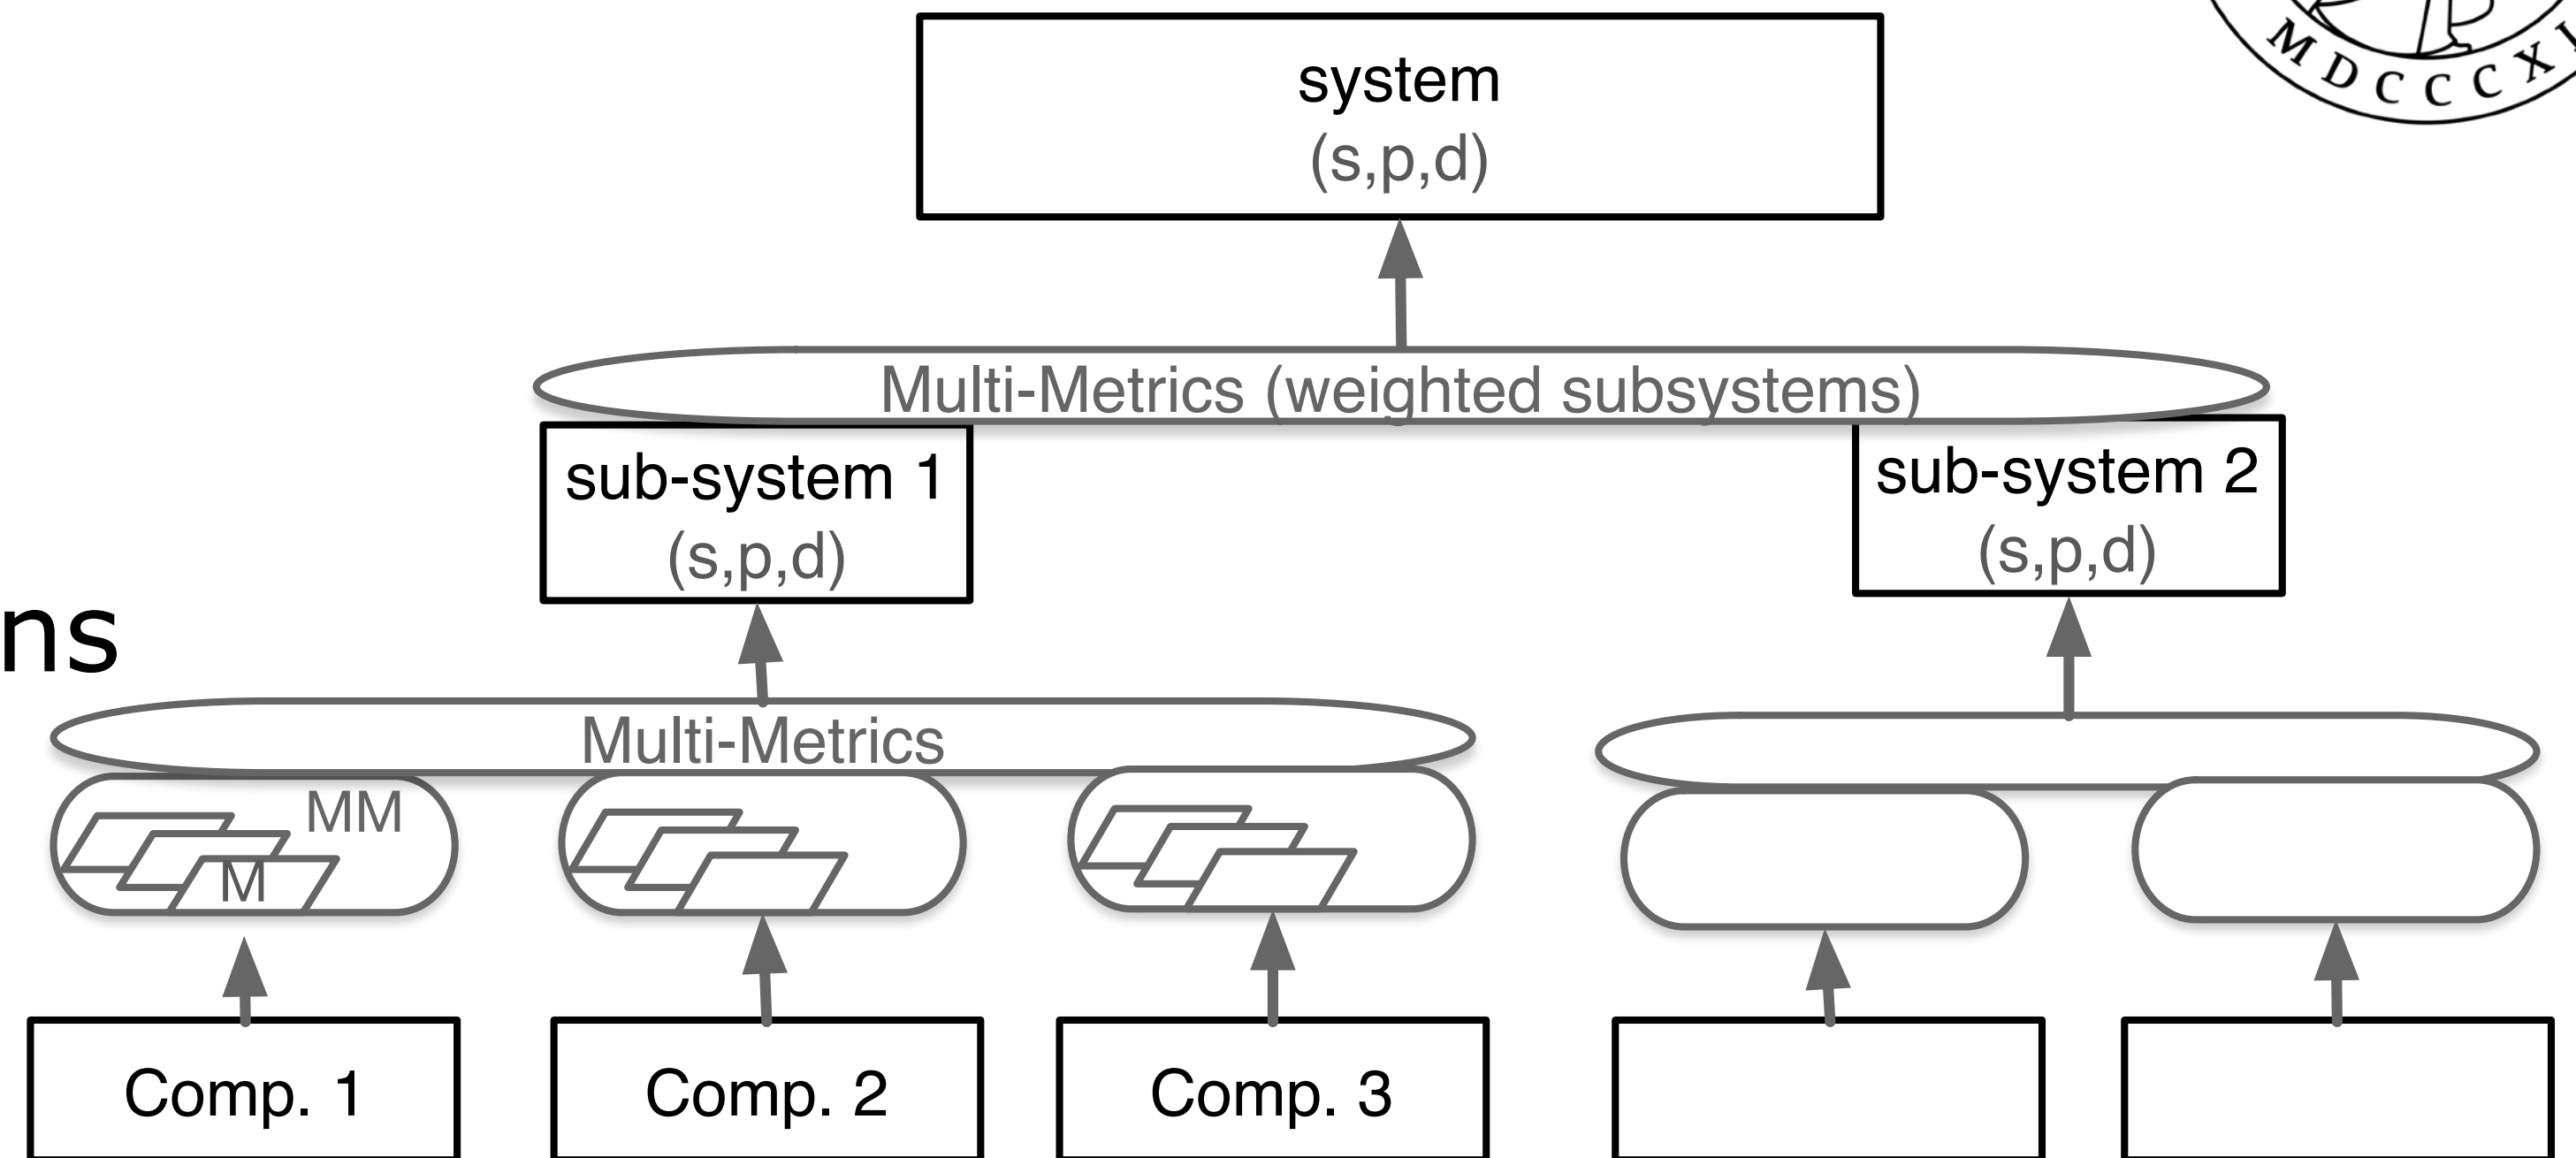 MDCCCXI
system
(s,p,d)
Multi-Metrics (weighted subsystems)
sub-system 1
(s,p,d)
sub-system 2
(s,p,d)
ns
Multi-Metrics
MM
M
Comp. 1
Comp. 2
Comp. 3